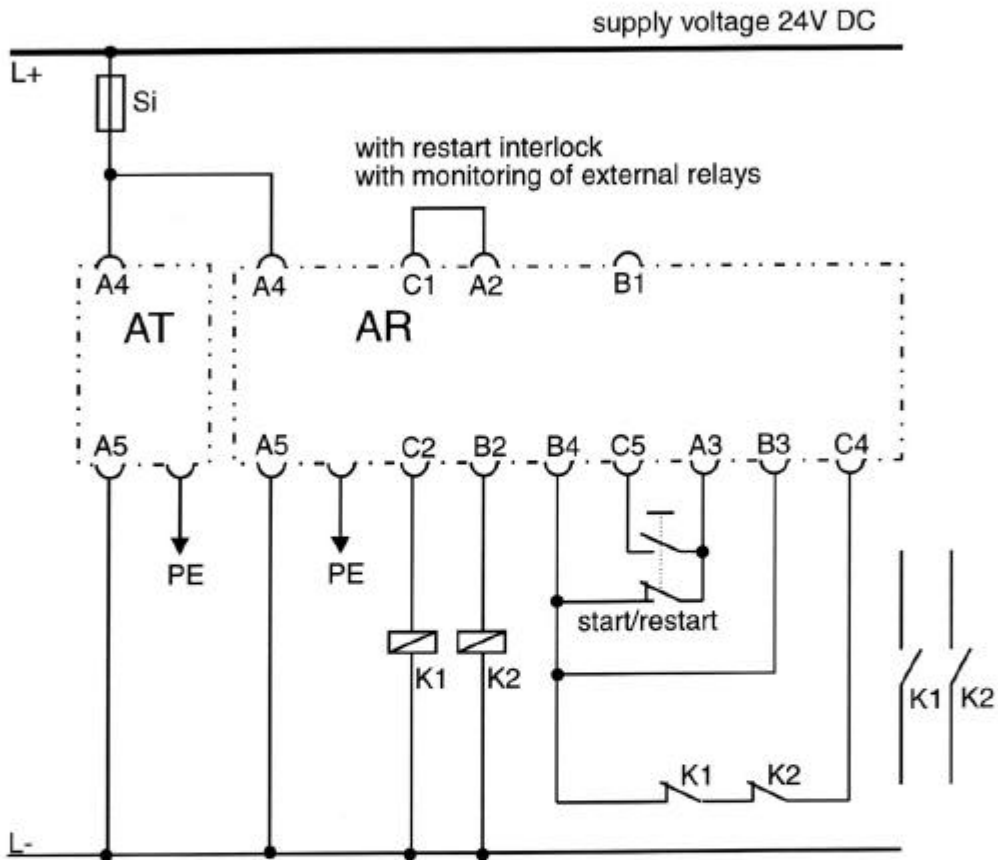 supply voltage 24V DC
L+
Si
with restart interlock
with monitoring of external relays
A4 A4 C1 A2 B1
AT AR
A5 A5 C2 B2 B4 C5 A3 B3 C4
PE PE
start/restart
K1 K2 K1 K2
K1 K2
L-